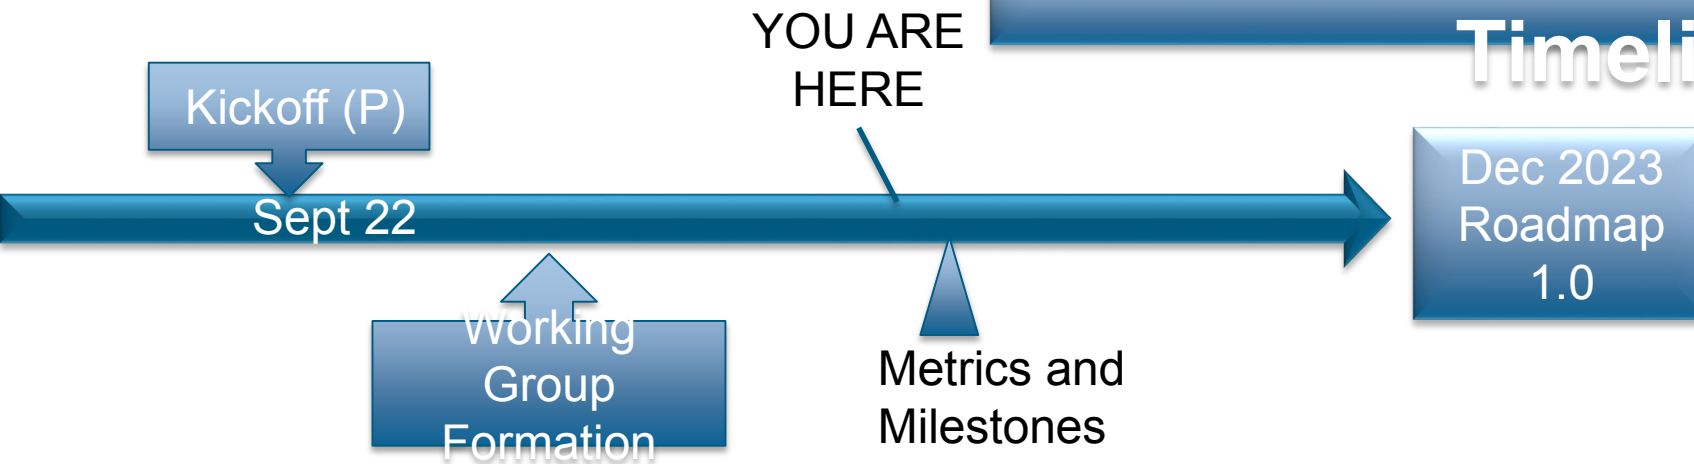 Timeli
YOU ARE
HERE
Kickoff (P)
Sept 22
Working
Group
Formation
Metrics and
Milestones
Dec 2023
Roadmap
1.0